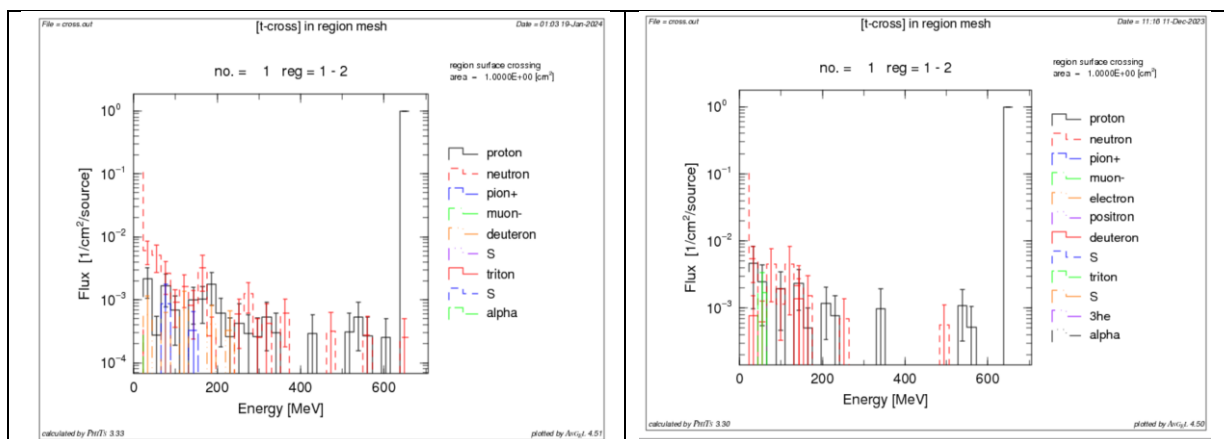 File = cross.out
Date = 01:03 19-Jan-2024
[t-cross] in region mesh
no. = 1 reg = 1 - 2
region surface crossing
area = 1.0000E+00 [cm²]
10⁰
10⁻¹
10⁻²
10⁻³
10⁻⁴
Flux [1/cm²/source]
0 200 400 600
Energy [MeV]
proton
neutron
pion+
muon-
deuteron
S
triton
S
alpha
calculated by PHITS 3.33
plotted by ANGEL 4.51
File = cross.out
Date = 11:16 11-Dec-2023
[t-cross] in region mesh
no. = 1 reg = 1 - 2
region surface crossing
area = 1.0000E+00 [cm²]
10⁰
10⁻¹
10⁻²
10⁻³
Flux [1/cm²/source]
0 200 400 600
Energy [MeV]
proton
neutron
pion+
muon-
electron
positron
deuteron
S
triton
S
3he
alpha
calculated by PHITS 3.30
plotted by ANGEL 4.50